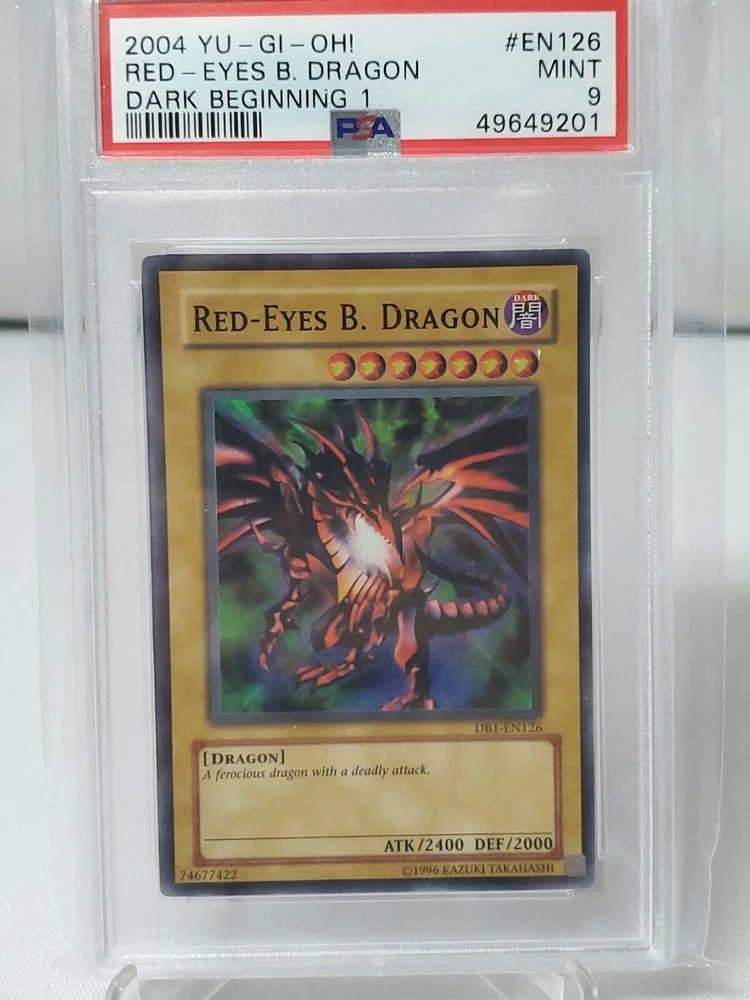 2004 YU-GI-OH! #EN126
RED-EYES B. DRAGON MINT
DARK BEGINNING 1 9
PSA 49649201
RED-EYES B. DRAGON
DARK
闇
DB1-EN126
[DRAGON]
A ferocious dragon with a deadly attack.
ATK/2400 DEF/2000
74677422 ©1996 KAZUKI TAKAHASHI